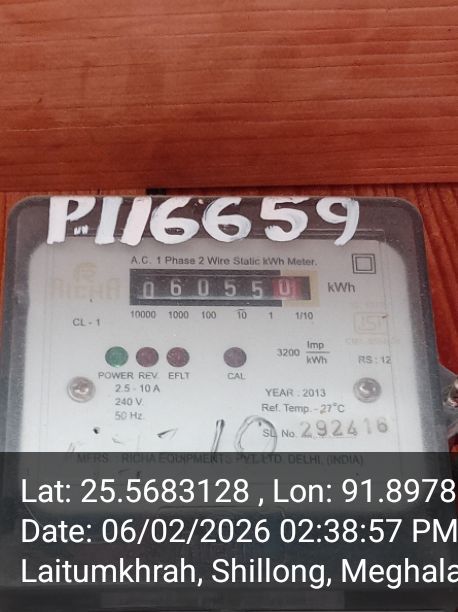 P116659
A.C. 1 Phase 2 Wire Static kWh Meter.
RICHA
060550 kWh
10000 1000 100 10 1 1/10
CL - 1
ISI
3200 Imp/kWh
RS : 12
POWER REV. EFLT CAL
2.5 - 10 A
240 V.
50 Hz.
YEAR : 2013
Ref. Temp. - 27°C
SL. No. 292416
10
MFRS. : RICHA EQUIPMENTS PVT. LTD. DELHI, (INDIA)
Lat: 25.5683128 , Lon: 91.8978
Date: 06/02/2026 02:38:57 PM
Laitumkhrah, Shillong, Meghala